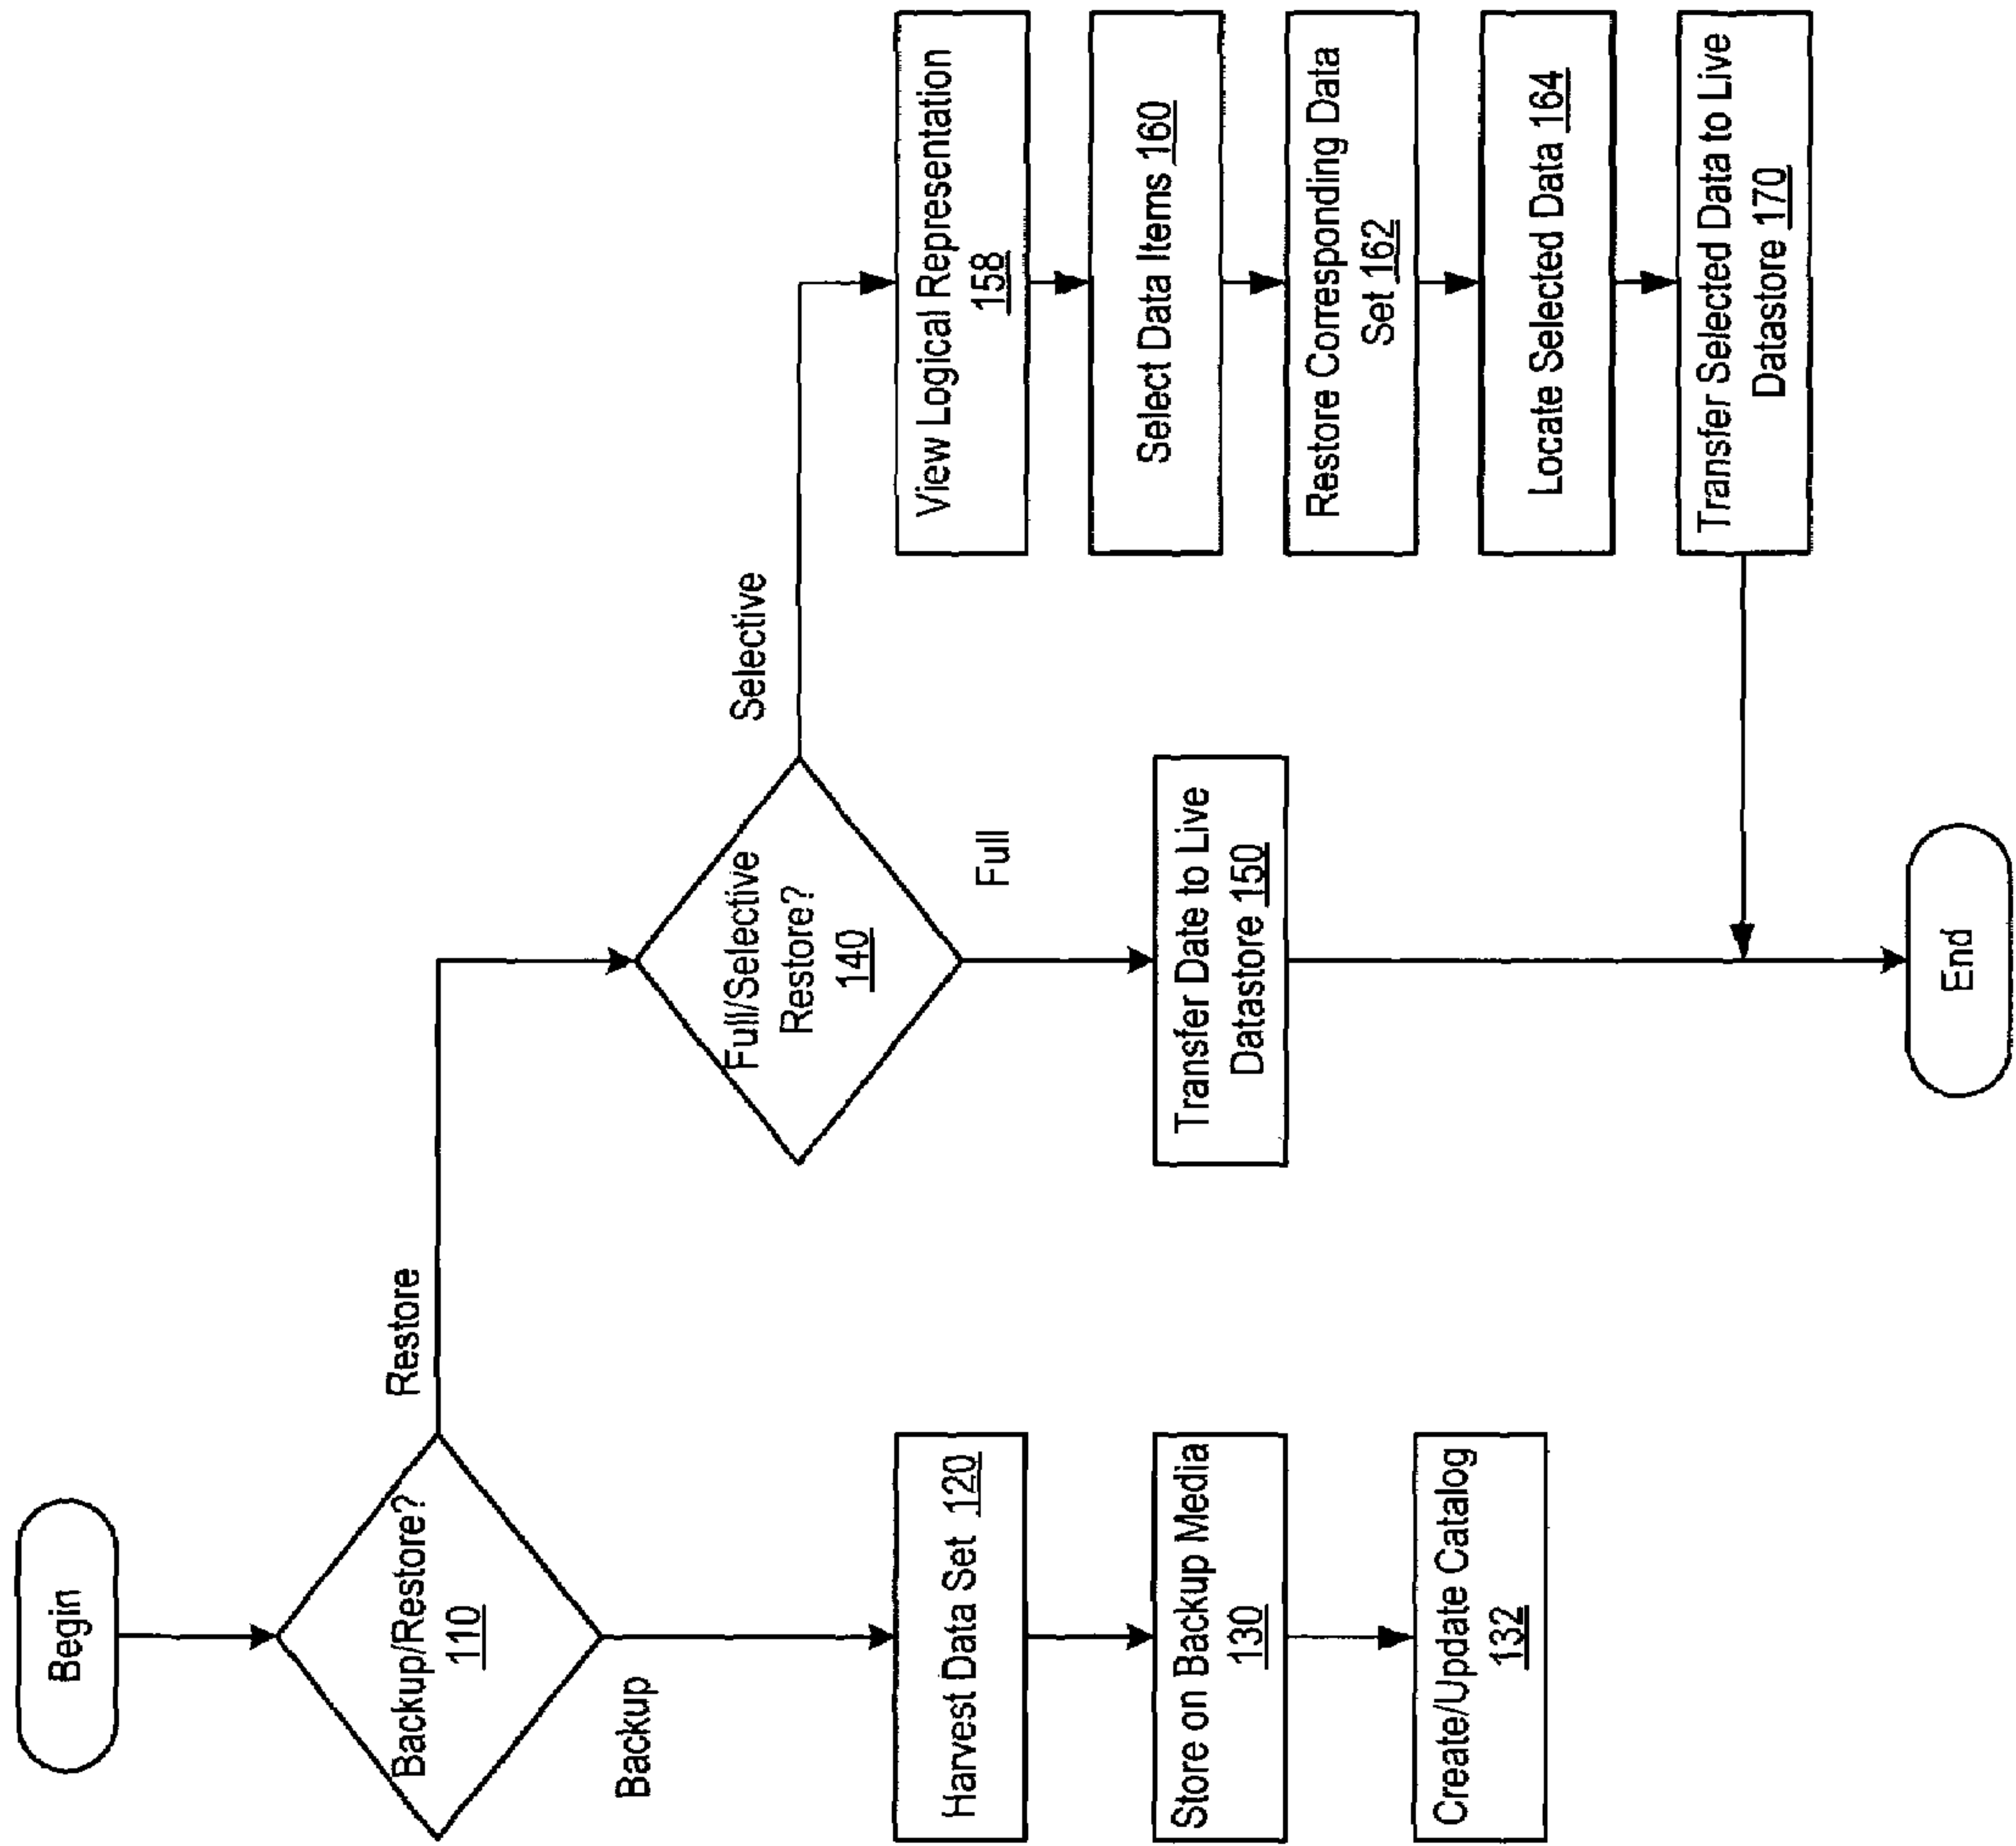 Begin
Backup/Restore?
110
Restore
Backup
Harvest Data Set 120
Store on Backup Media
130
Create/Update Catalog
132
Full/Selective
Restore?
140
Selective
Full
Transfer Date to Live
Datastore 150
View Logical Representation
158
Select Data Items 160
Restore Corresponding Data
Set 162
Locate Selected Data 164
Transfer Selected Data to Live
Datastore 170
End